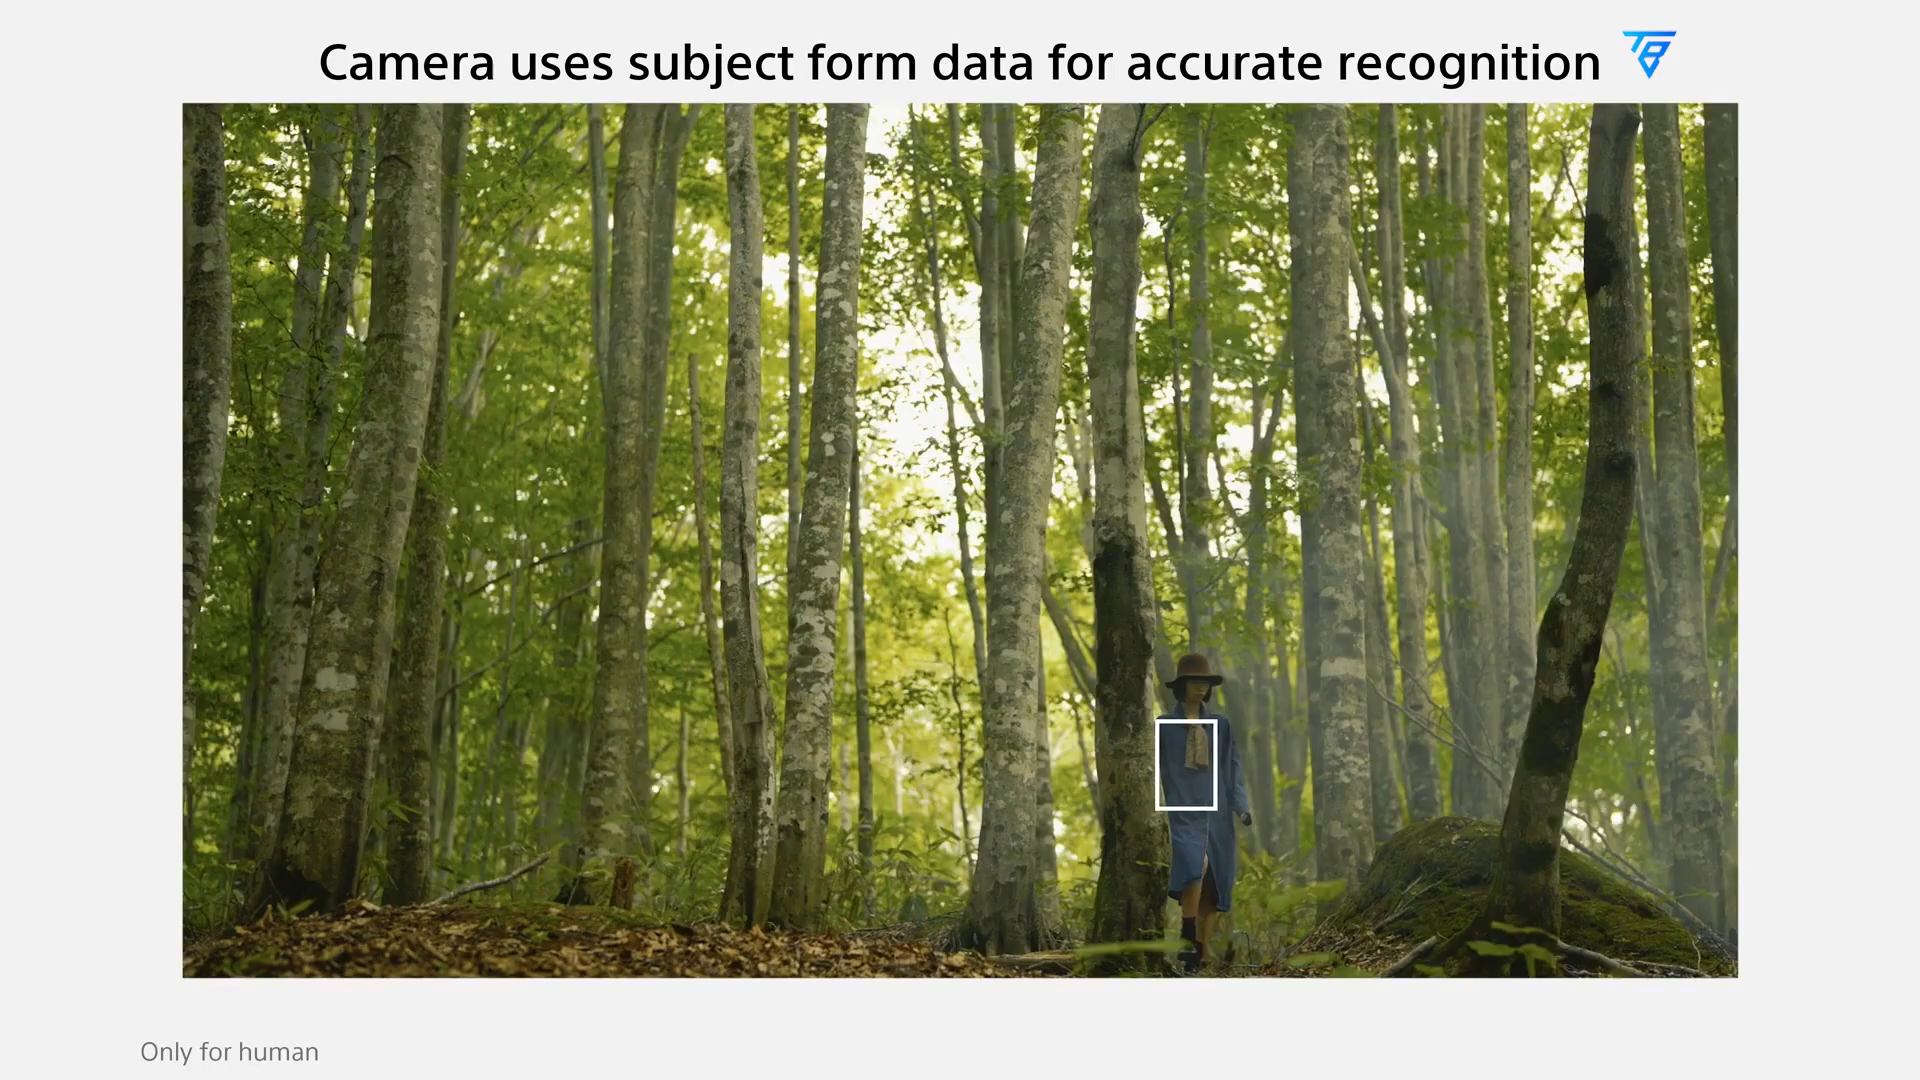 Camera uses subject form data for accurate recognition
Only for human